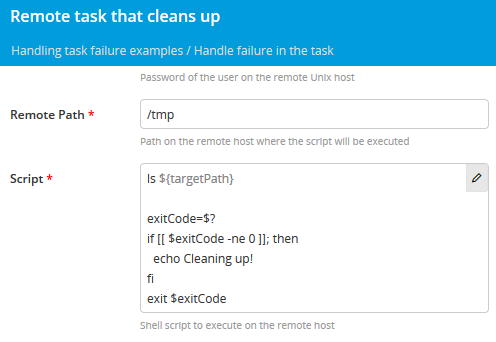 Remote task that cleans up
Handling task failure examples / Handle failure in the task
Password of the user on the remote Unix host
Remote Path *
/tmp
Path on the remote host where the script will be executed
Script *
ls ${targetPath}
exitCode=$?
if [[ $exitCode -ne 0 ]]; then
echo Cleaning up!
fi
exit $exitCode
Shell script to execute on the remote host